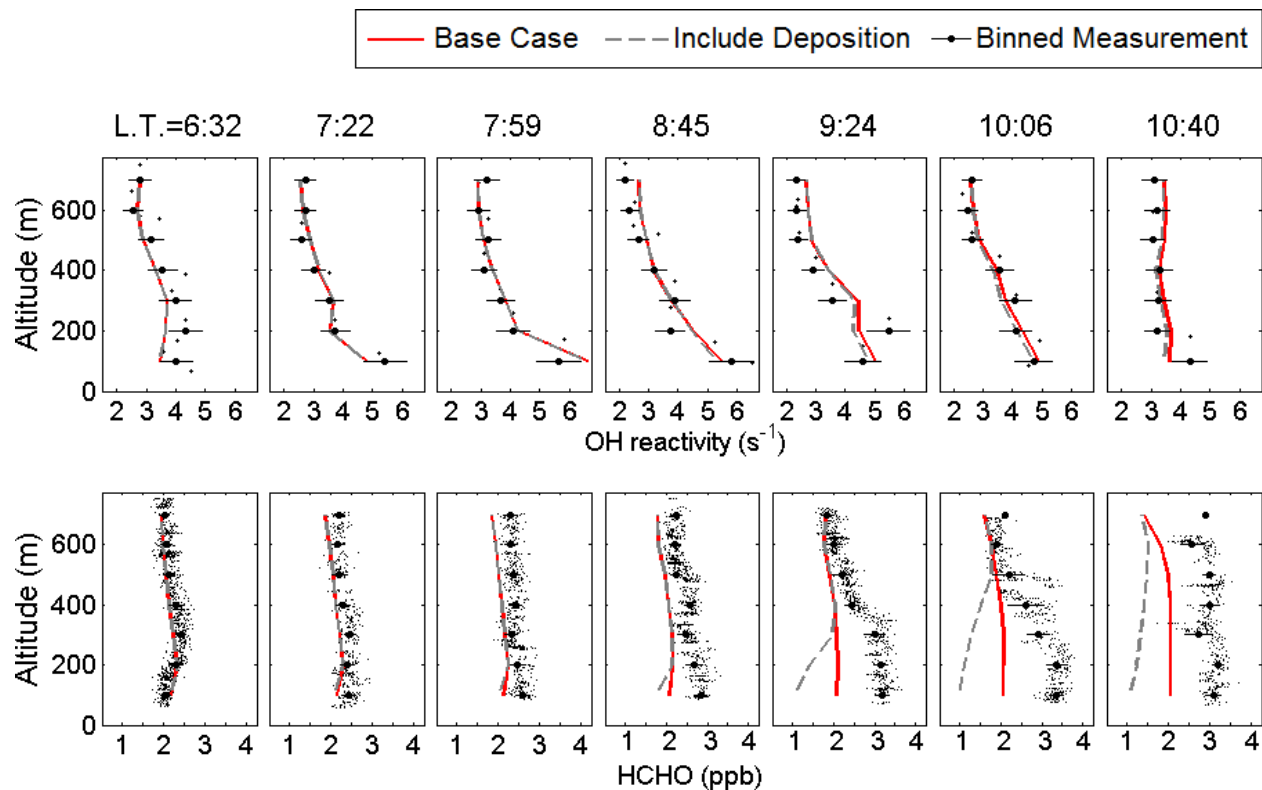 Base Case Include Deposition Binned Measurement
L.T.=6:32 7:22 7:59 8:45 9:24 10:06 10:40
Altitude (m)
600
400
200
0
2 3 4 5 6 2 3 4 5 6 2 3 4 5 6 2 3 4 5 6 2 3 4 5 6 2 3 4 5 6 2 3 4 5 6
OH reactivity (s⁻¹)
Altitude (m)
600
400
200
0
1 2 3 4 1 2 3 4 1 2 3 4 1 2 3 4 1 2 3 4 1 2 3 4 1 2 3 4
HCHO (ppb)